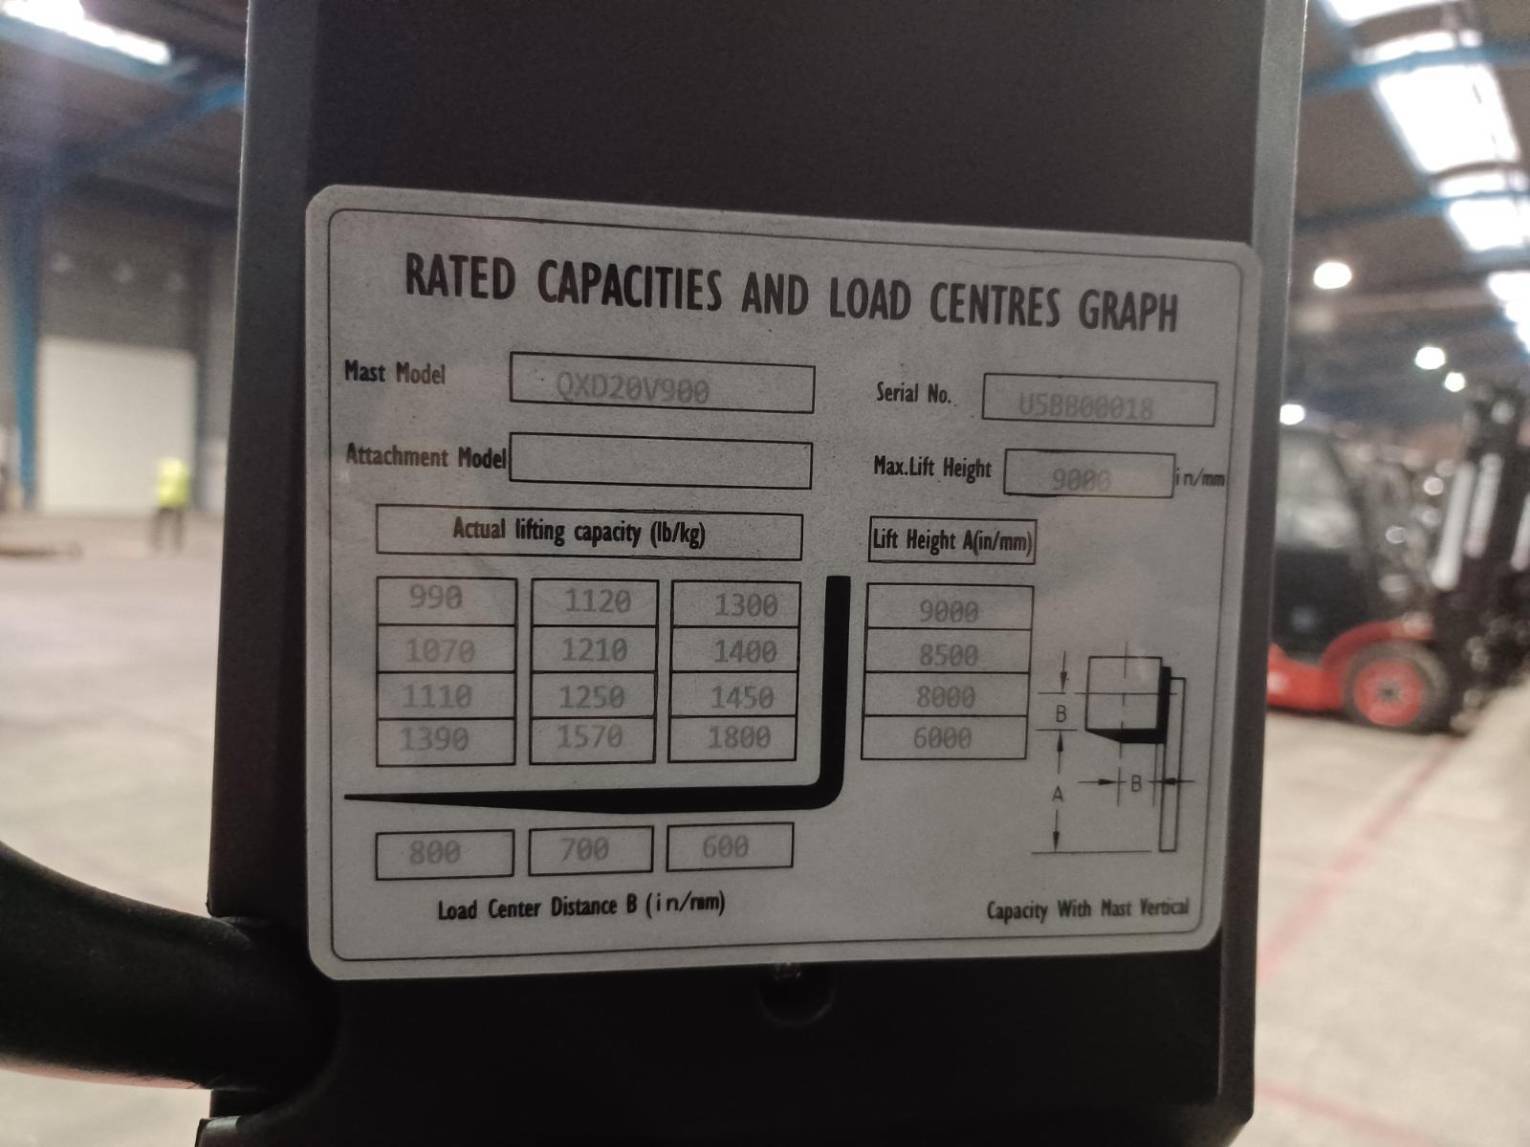 RATED CAPACITIES AND LOAD CENTRES GRAPH
Mast Model QXD20V900 Serial No. U5BB00018
Attachment Model Max.Lift Height 9000 in/mm
Actual lifting capacity (lb/kg) Lift Height A(in/mm)
990 1120 1300 9000
1070 1210 1400 8500
1110 1250 1450 8000
1390 1570 1800 6000
B
B
A
800 700 600
Load Center Distance B (in/mm)
Capacity With Mast Vertical